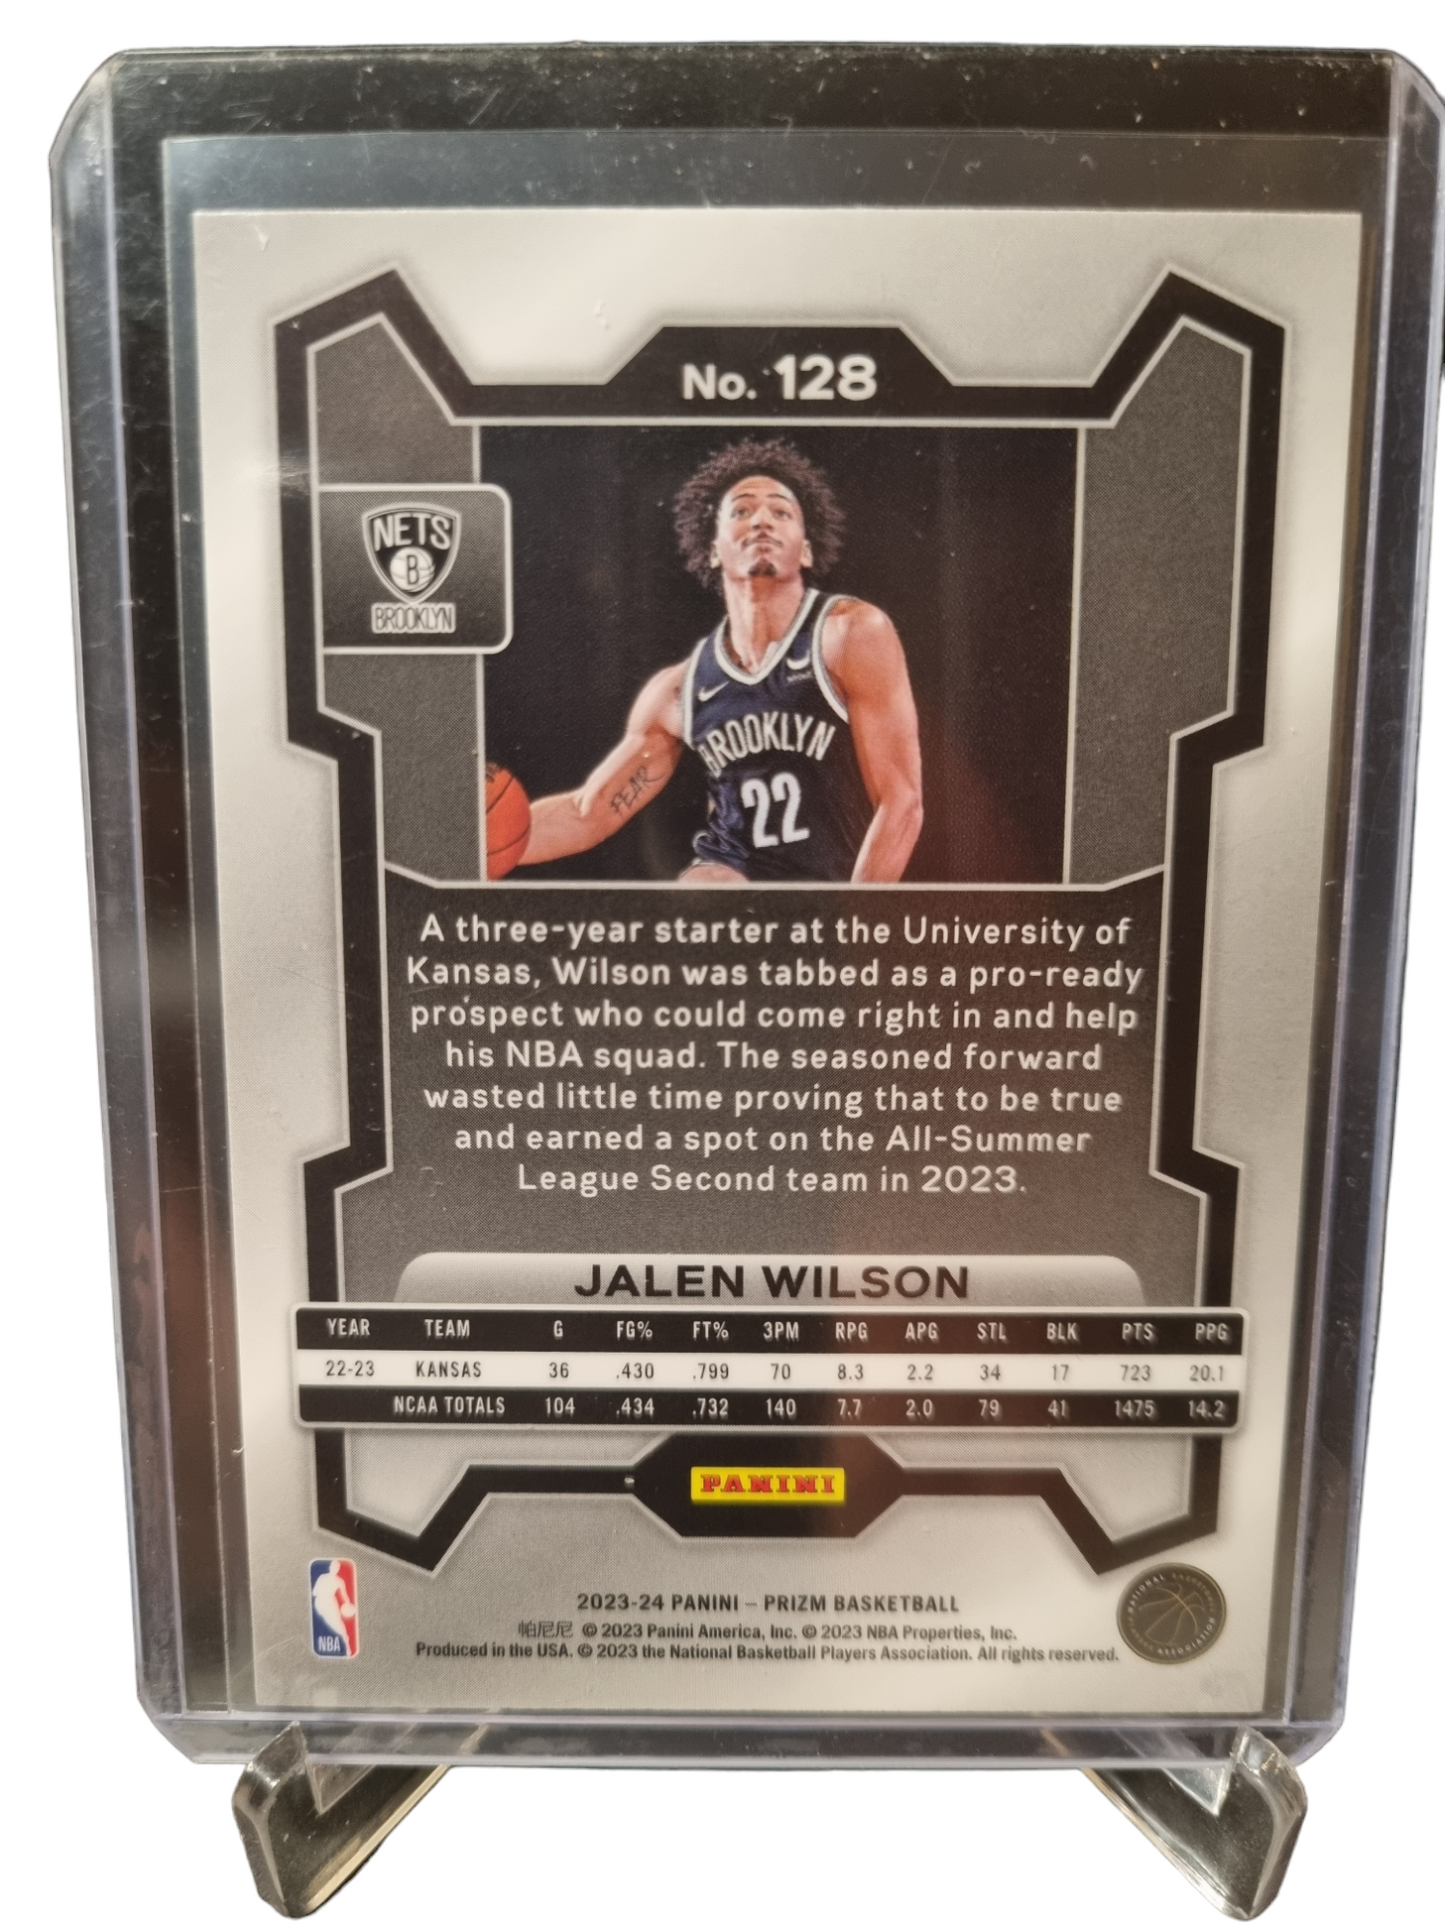 No. 128
NETS
B
BROOKLYN
BROOKLYN
22
FEAR
A three-year starter at the University of
Kansas, Wilson was tabbed as a pro-ready
prospect who could come right in and help
his NBA squad. The seasoned forward
wasted little time proving that to be true
and earned a spot on the All-Summer
League Second team in 2023.
JALEN WILSON
YEAR TEAM G FG% FT% 3PM RPG APG STL BLK PTS PPG
22-23 KANSAS 36 .430 .799 70 8.3 2.2 34 17 723 20.1
NCAA TOTALS 104 .434 .732 140 7.7 2.0 79 41 1475 14.2
PANINI
NBA
2023-24 PANINI – PRIZM BASKETBALL
帕尼尼 © 2023 Panini America, Inc. © 2023 NBA Properties, Inc.
Produced in the USA. © 2023 the National Basketball Players Association. All rights reserved.
NATIONAL BASKETBALL
PLAYERS ASSOCIATION